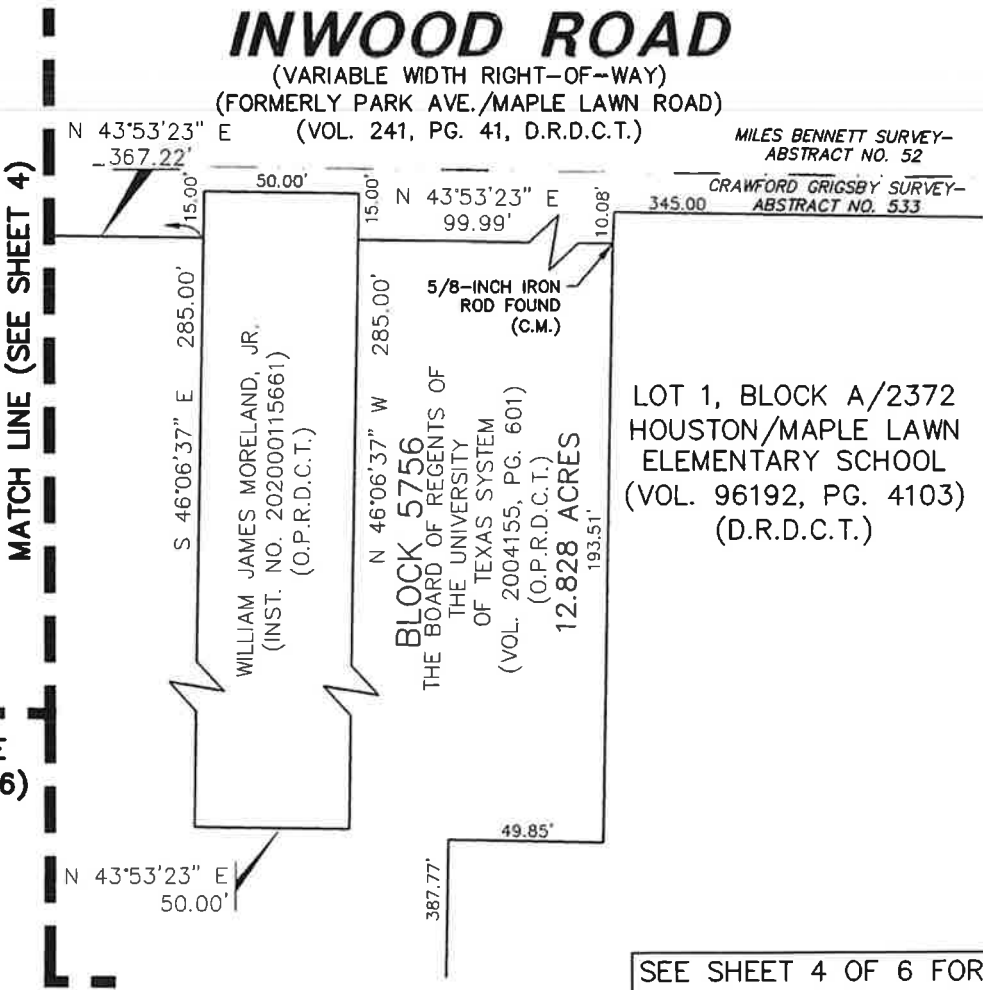 INWOOD ROAD
(VARIABLE WIDTH RIGHT-OF-WAY)
(FORMERLY PARK AVE./MAPLE LAWN ROAD)
(VOL. 241, PG. 41, D.R.D.C.T.)
N 43°53'23" E
367.22'
MILES BENNETT SURVEY-
ABSTRACT NO. 52
CRAWFORD GRIGSBY SURVEY-
ABSTRACT NO. 533
MATCH LINE (SEE SHEET 4)
15.00'
50.00'
15.00'
N 43°53'23" E
99.99'
10.08'
345.00
5/8-INCH IRON
ROD FOUND
(C.M.)
S 46°06'37" E 285.00'
WILLIAM JAMES MORELAND, JR.
(INST. NO. 202000115661)
(O.P.R.D.C.T.)
N 46°06'37" W 285.00'
BLOCK 5756
THE BOARD OF REGENTS OF
THE UNIVERSITY
OF TEXAS SYSTEM
(VOL. 2004155, PG. 601)
(O.P.R.D.C.T.)
12.828 ACRES
193.51'
LOT 1, BLOCK A/2372
HOUSTON/MAPLE LAWN
ELEMENTARY SCHOOL
(VOL. 96192, PG. 4103)
(D.R.D.C.T.)
6)
49.85'
387.77'
N 43°53'23" E
50.00'
SEE SHEET 4 OF 6 FOR